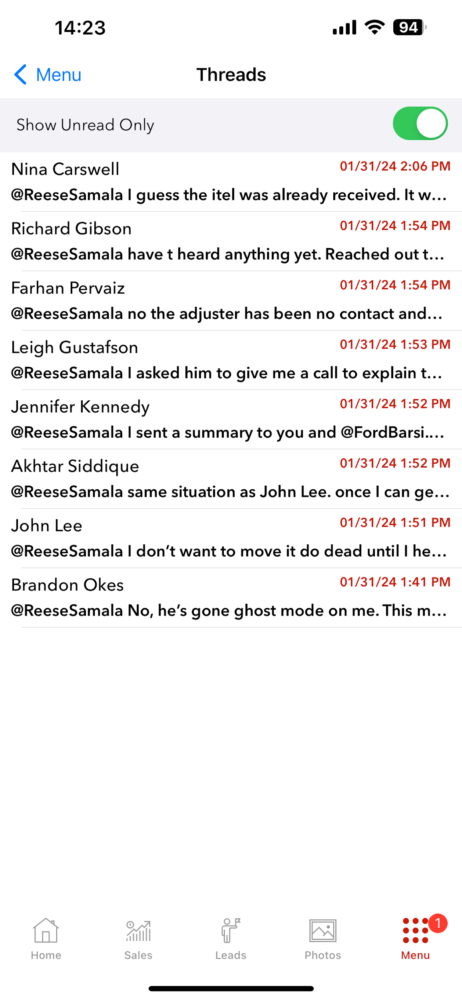 14:23
94
Menu
Threads
Show Unread Only
Nina Carswell
01/31/24 2:06 PM
@ReeseSamala I guess the itel was already received. It w...
Richard Gibson
01/31/24 1:54 PM
@ReeseSamala have t heard anything yet. Reached out t...
Farhan Pervaiz
01/31/24 1:54 PM
@ReeseSamala no the adjuster has been no contact and...
Leigh Gustafson
01/31/24 1:53 PM
@ReeseSamala I asked him to give me a call to explain t...
Jennifer Kennedy
01/31/24 1:52 PM
@ReeseSamala I sent a summary to you and @FordBarsi....
Akhtar Siddique
01/31/24 1:52 PM
@ReeseSamala same situation as John Lee. once I can ge...
John Lee
01/31/24 1:51 PM
@ReeseSamala I don’t want to move it do dead until I he...
Brandon Okes
01/31/24 1:41 PM
@ReeseSamala No, he’s gone ghost mode on me. This m...
1
1
Home
Sales
Leads
Photos
Menu